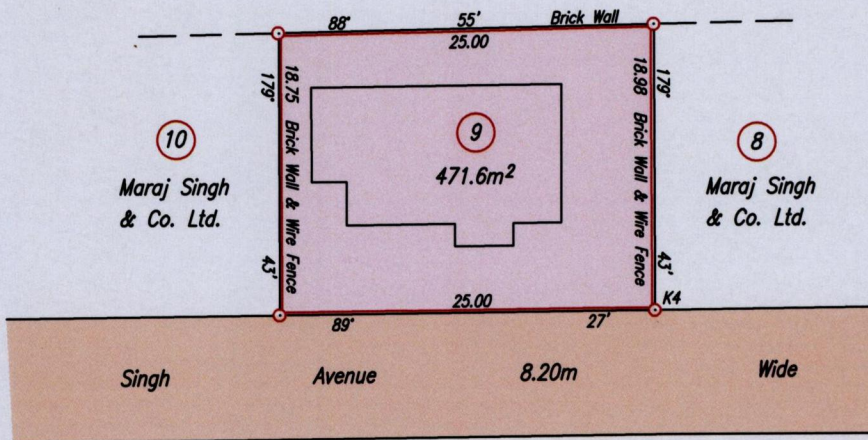 88° 55' Brick Wall
25.00
179° 43'
18.75 Brick Wall & Wire Fence
10
Maraj Singh
& Co. Ltd.
9
471.6m²
18.98 Brick Wall & Wire Fence
179° 43'
8
Maraj Singh
& Co. Ltd.
K4
25.00
89° 27'
Singh Avenue 8.20m Wide